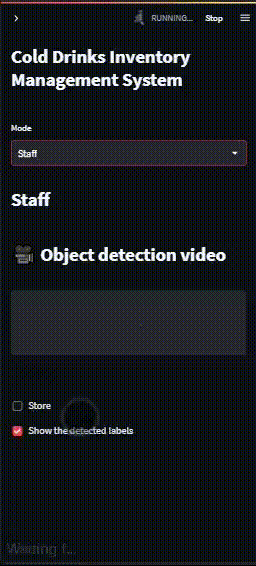 RUNNING...
Stop
Cold Drinks Inventory
Management System
Mode
Staff
Staff
Object detection video
Store
Show the detected labels
Waiting f...